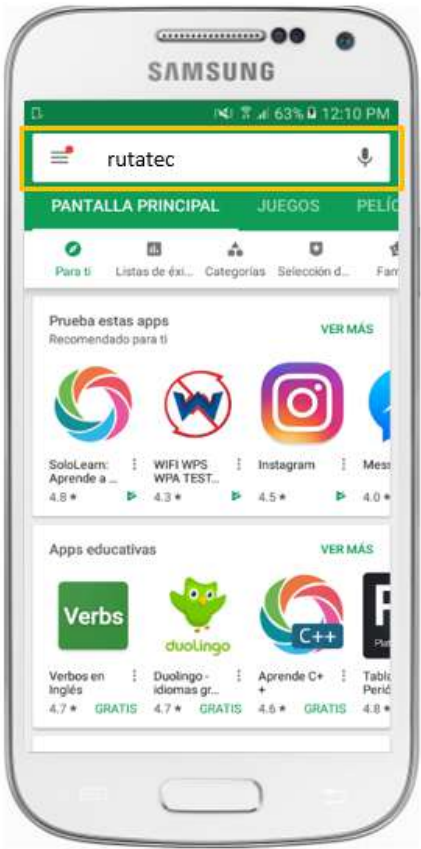 SAMSUNG
63% 12:10 PM
rutatec
PANTALLA PRINCIPAL JUEGOS PELÍC
Para ti Listas de éxi... Categorías Selección d... Fam
Prueba estas apps
VER MÁS
Recomendado para ti
SoloLearn: Aprende a ...
4.8
WIFI WPS WPA TEST...
4.3
Instagram
4.5
Mess
4.0
Apps educativas
VER MÁS
Verbs
duolingo
C++
Verbos en Inglés
4.7 GRATIS
Duolingo - idiomas gr...
4.7 GRATIS
Aprende C++
4.6 GRATIS
Tabla Perió
4.8